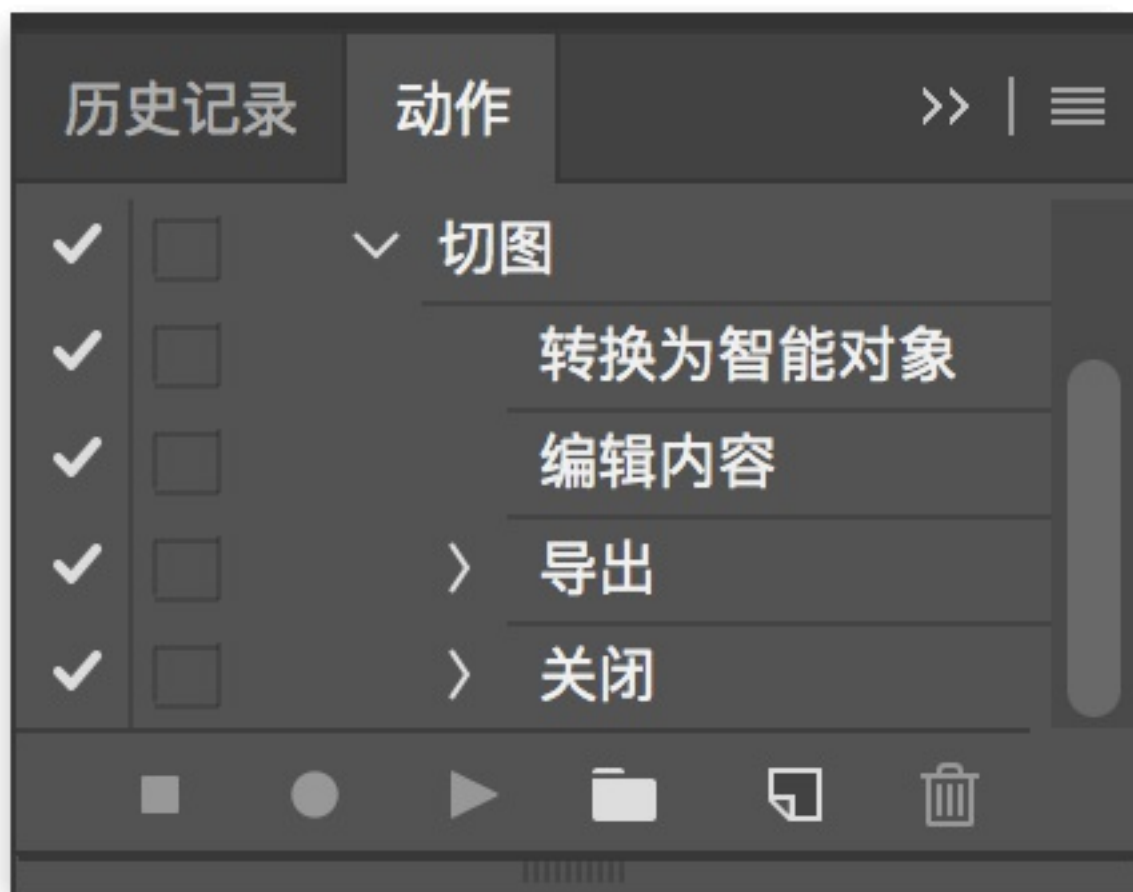 历史记录 动作
切图
转换为智能对象
编辑内容
导出
关闭